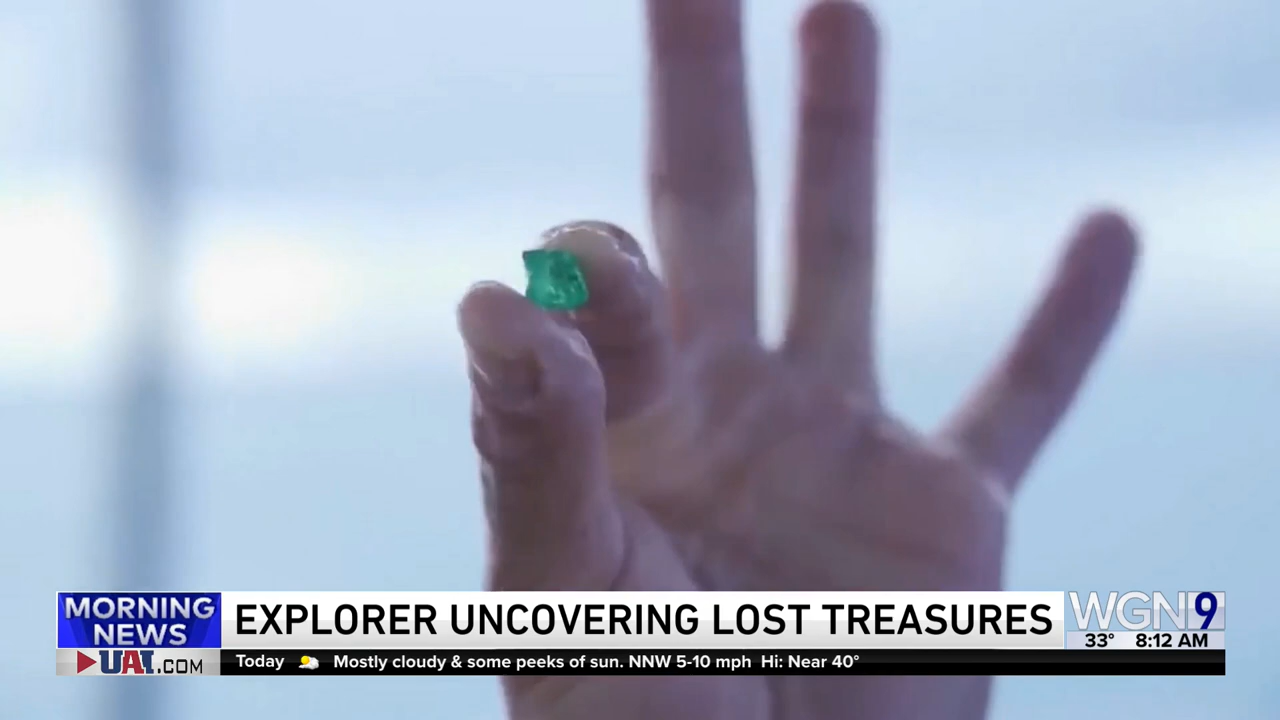 MORNING
NEWS
EXPLORER UNCOVERING LOST TREASURES
WGN9
33° 8:12 AM
UAI.COM
Today Mostly cloudy & some peeks of sun. NNW 5-10 mph Hi: Near 40°